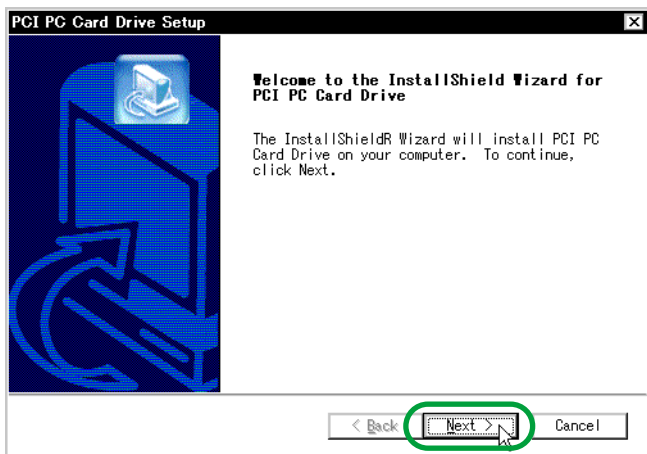 PCI PC Card Drive Setup
Welcome to the InstallShield Wizard for
PCI PC Card Drive
The InstallShieldR Wizard will install PCI PC
Card Drive on your computer.  To continue,
click Next.
< Back Next > Cancel